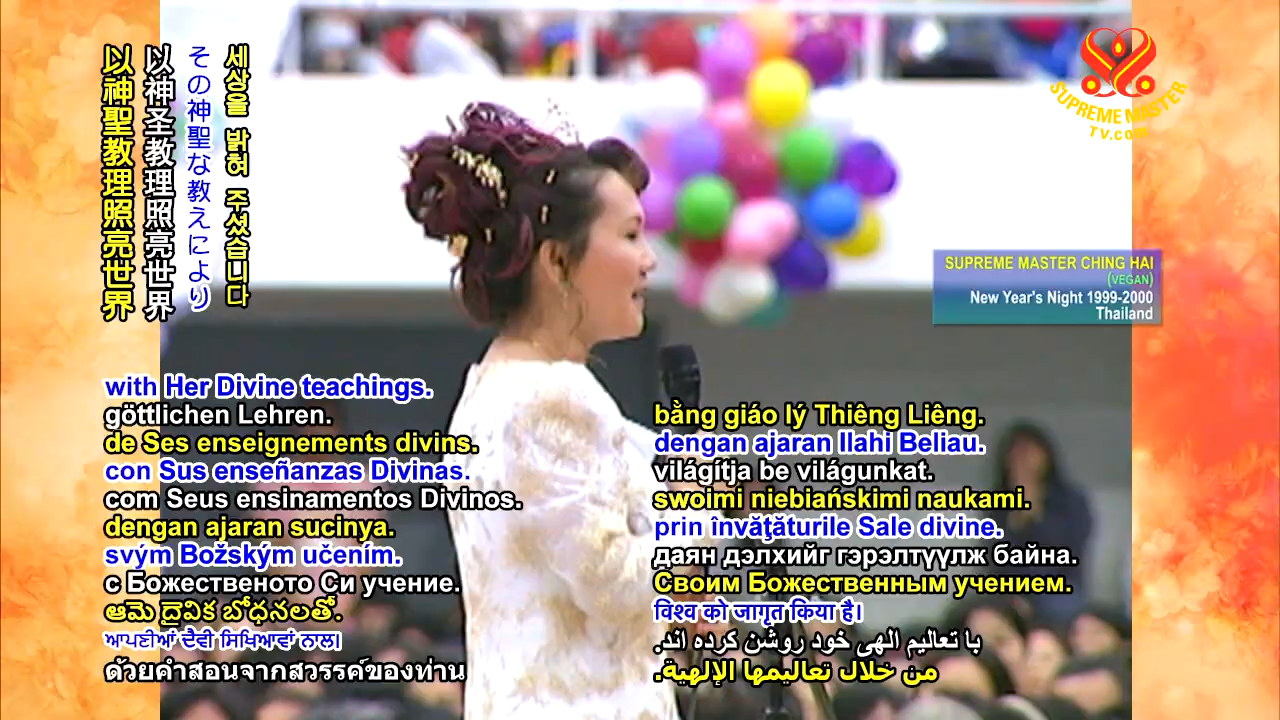 세상을 밝혀 주셨습니다
その神聖な教えにより
以神圣教理照亮世界
以神聖教理照亮世界
SUPREME MASTER
TV.com
SUPREME MASTER CHING HAI
(VEGAN)
New Year's Night 1999-2000
Thailand
with Her Divine teachings.
göttlichen Lehren.
de Ses enseignements divins.
con Sus enseñanzas Divinas.
com Seus ensinamentos Divinos.
dengan ajaran sucinya.
svým Božským učením.
с Божественото Си учение.
ఆమె దైవిక బోధనలతో.
ਆਪਣੀਆਂ ਦੈਵੀ ਸਿਖਿਆਵਾਂ ਨਾਲ।
ด้วยคำสอนจากสวรรค์ของท่าน
bằng giáo lý Thiêng Liêng.
dengan ajaran Ilahi Beliau.
világítja be világunkat.
swoimi niebiańskimi naukami.
prin învăţăturile Sale divine.
даян дэлхийг гэрэлтүүлж байна.
Своим Божественным учением.
विश्व को जागृत किया है।
با تعالیم الهی خود روشن کرده اند.
من خلال تعاليمها الإلهية.